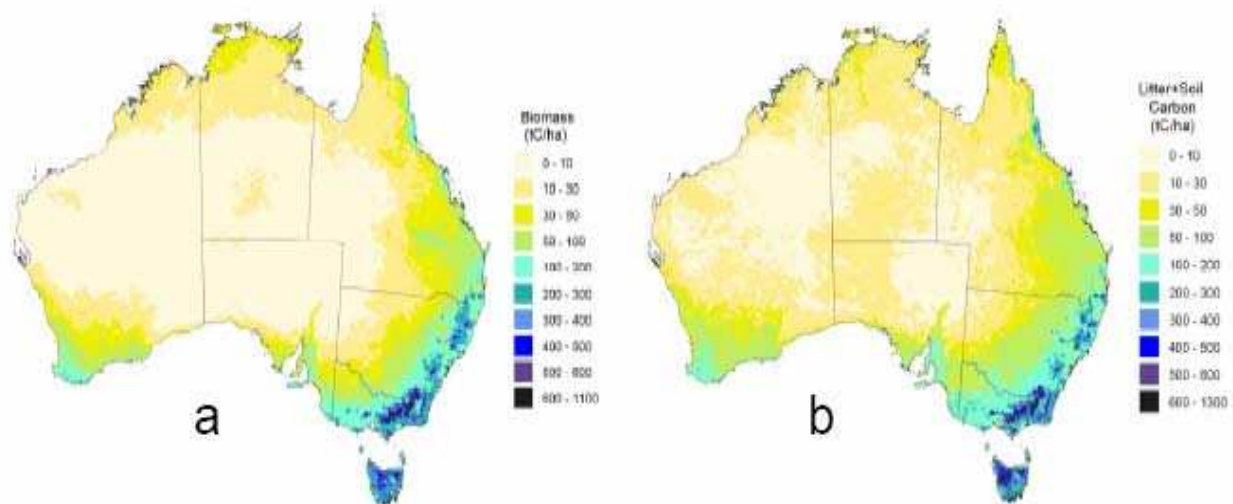 Biomass
(tC/ha)
0 - 10
10 - 30
30 - 50
50 - 100
100 - 200
200 - 300
300 - 400
400 - 500
500 - 600
600 - 1100
a
Litter+Soil
Carbon
(tC/ha)
0 - 10
10 - 30
30 - 50
50 - 100
100 - 200
200 - 300
300 - 400
400 - 500
500 - 600
600 - 1300
b